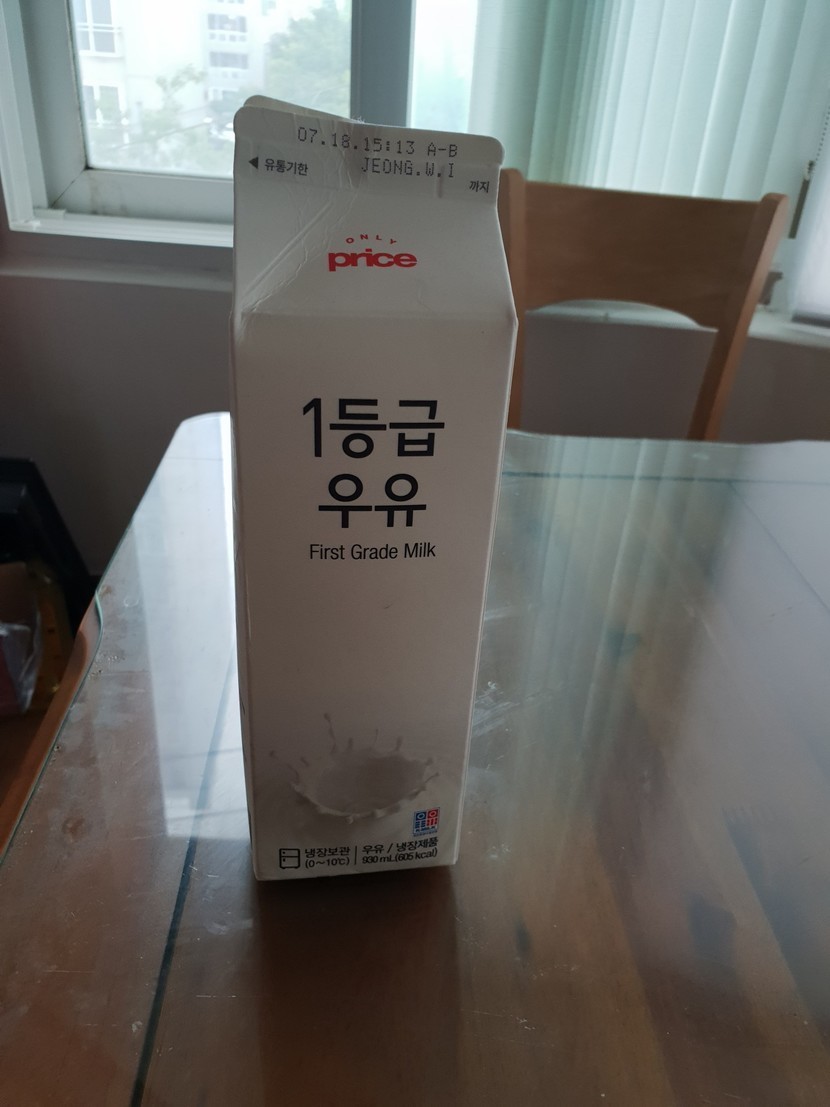 07.18.15:13 A-B
◀ 유통기한 JEONG.W.I 까지
ONLY
price
1등급
우유
First Grade Milk
냉장보관 우유 / 냉장제품
(0~10℃) 930 mL(605 kcal)